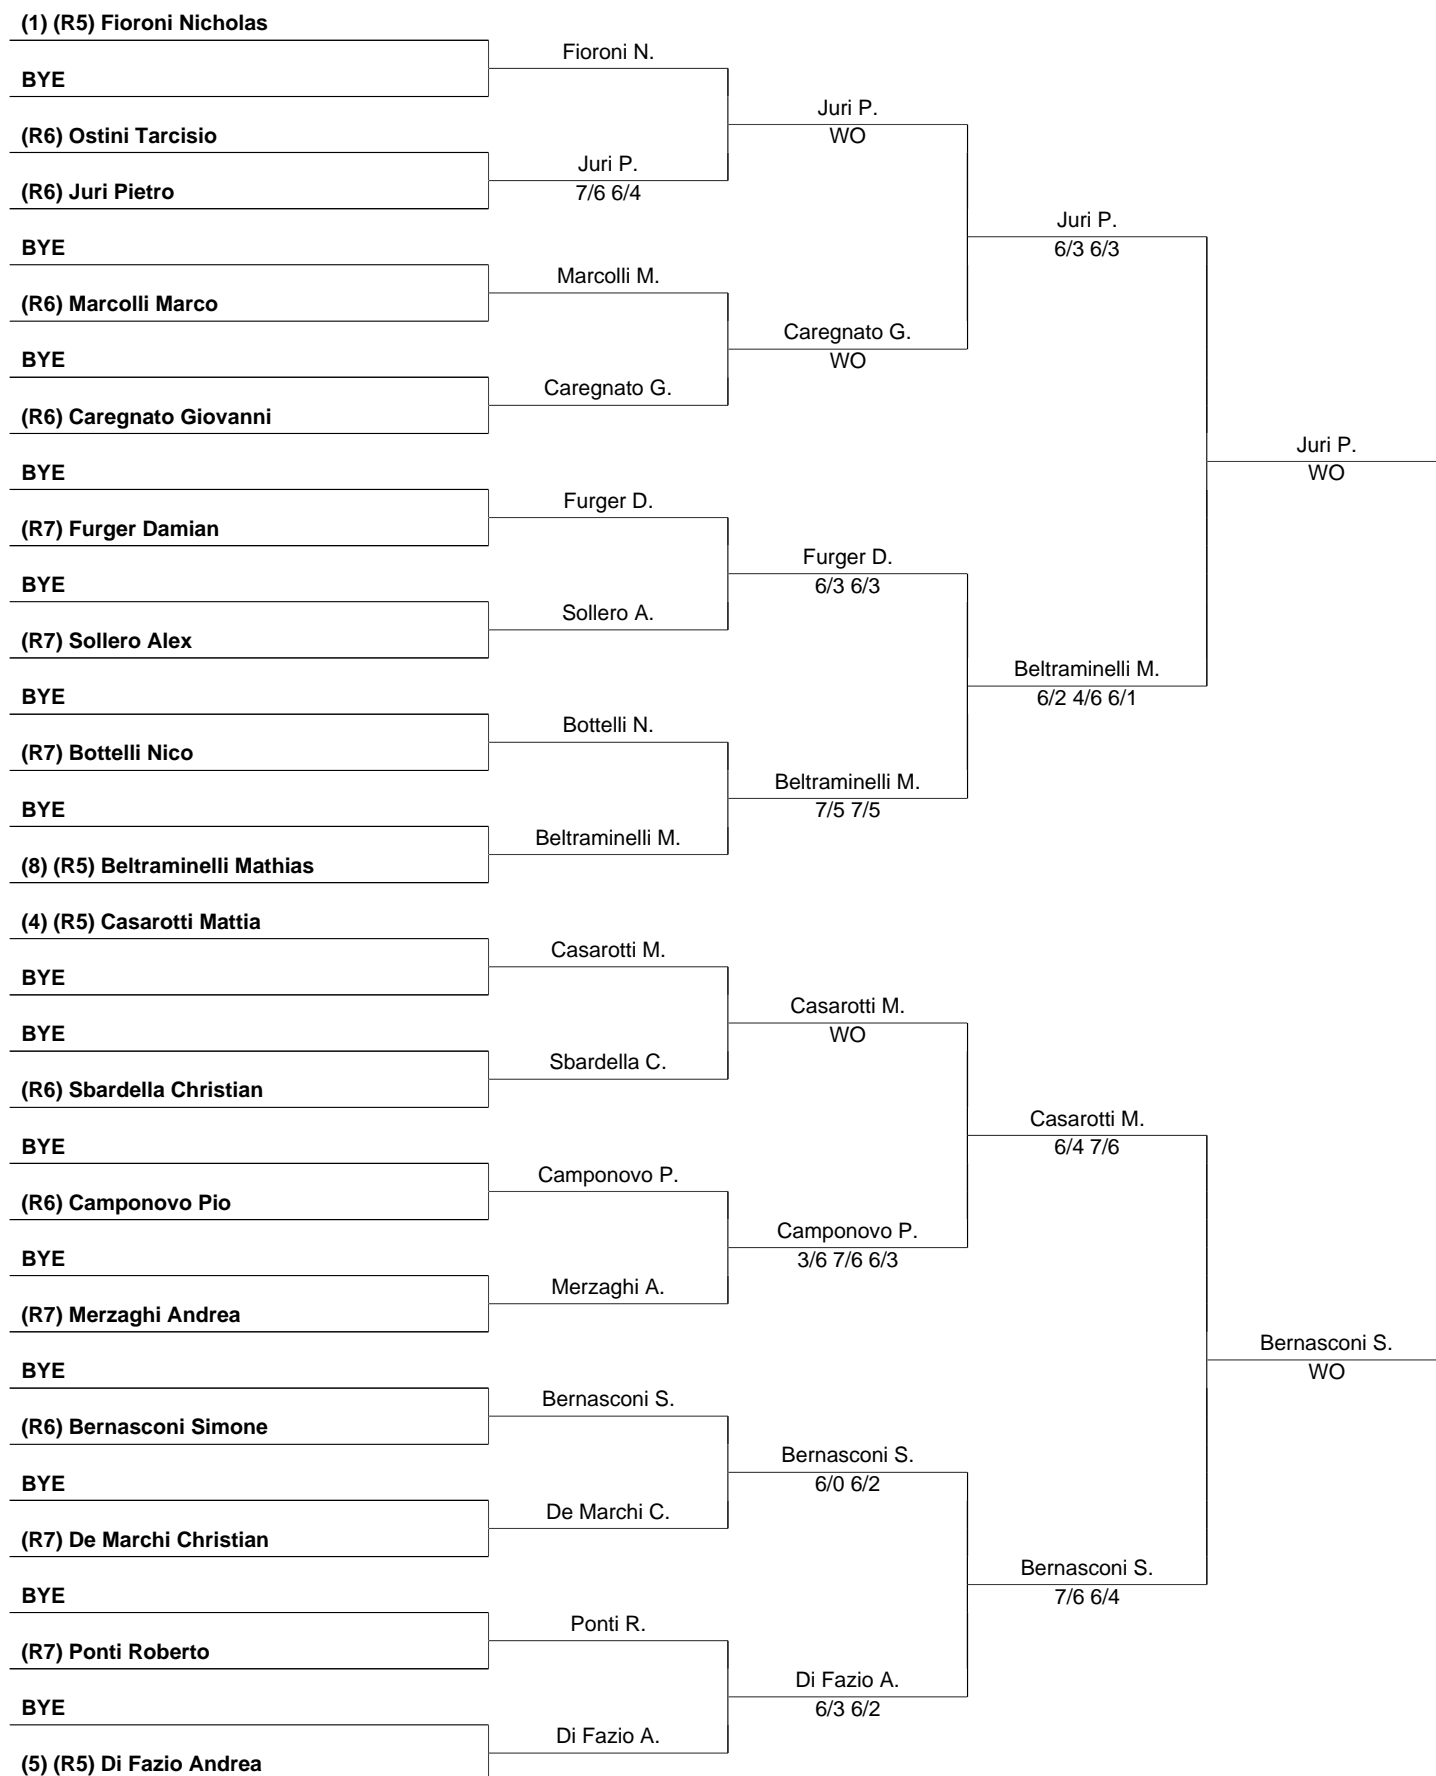 (1) (R5) Fioroni Nicholas
Fioroni N.
BYE
Juri P.
WO
(R6) Ostini Tarcisio
Juri P.
(R6) Juri Pietro
7/6 6/4
Juri P.
BYE
6/3 6/3
Marcolli M.
(R6) Marcolli Marco
Caregnato G.
BYE
WO
Caregnato G.
(R6) Caregnato Giovanni
Juri P.
BYE
WO
Furger D.
(R7) Furger Damian
Furger D.
BYE
6/3 6/3
Sollero A.
(R7) Sollero Alex
Beltraminelli M.
BYE
6/2 4/6 6/1
Bottelli N.
(R7) Bottelli Nico
Beltraminelli M.
BYE
7/5 7/5
Beltraminelli M.
(8) (R5) Beltraminelli Mathias
(4) (R5) Casarotti Mattia
Casarotti M.
BYE
Casarotti M.
BYE
WO
Sbardella C.
(R6) Sbardella Christian
Casarotti M.
BYE
6/4 7/6
Camponovo P.
(R6) Camponovo Pio
Camponovo P.
BYE
3/6 7/6 6/3
Merzaghi A.
(R7) Merzaghi Andrea
Bernasconi S.
BYE
WO
Bernasconi S.
(R6) Bernasconi Simone
Bernasconi S.
BYE
6/0 6/2
De Marchi C.
(R7) De Marchi Christian
Bernasconi S.
BYE
7/6 6/4
Ponti R.
(R7) Ponti Roberto
Di Fazio A.
BYE
6/3 6/2
Di Fazio A.
(5) (R5) Di Fazio Andrea